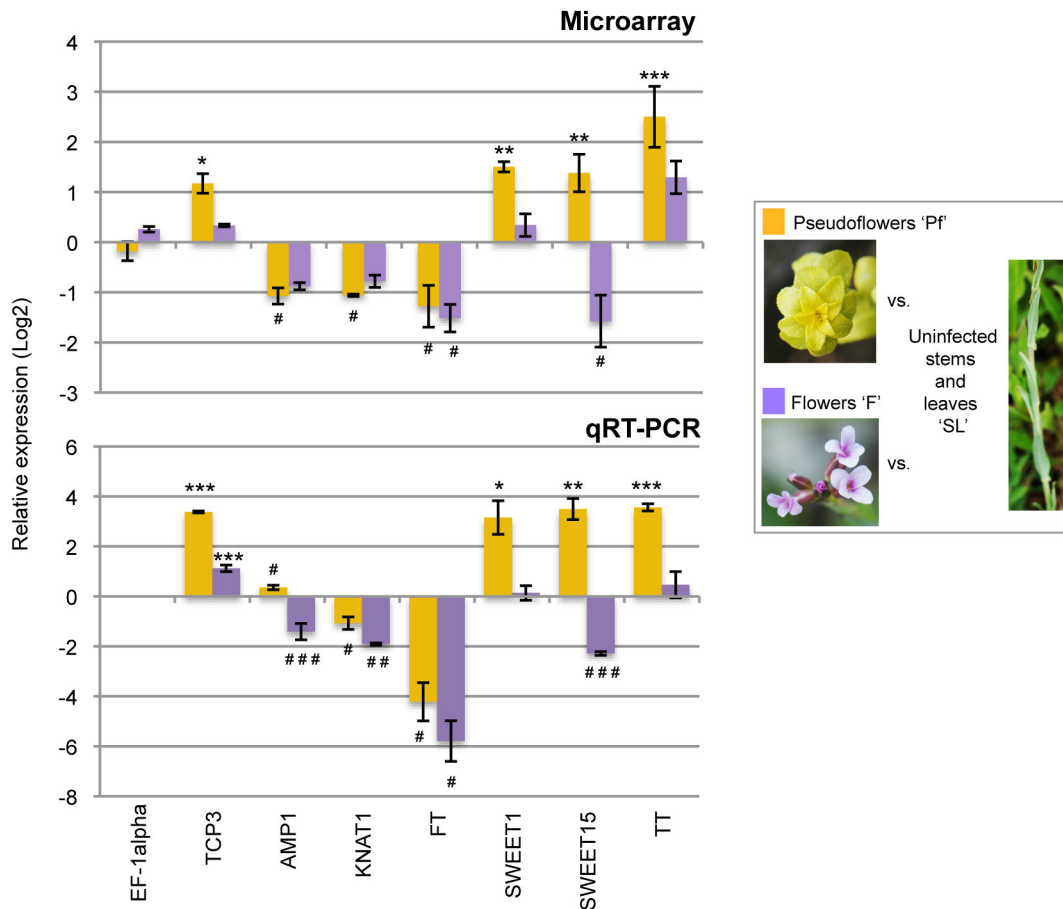 Microarray
Relative expression (Log2)
4
3
2
1
0
-1
-2
-3
*
#
#
# #
**
**
#
***
qRT-PCR
6
4
2
0
-2
-4
-6
-8
***
***
#
# # #
#
# #
#
#
*
**
# # #
***
EF-1alpha
TCP3
AMP1
KNAT1
FT
SWEET1
SWEET15
TT
Pseudoflowers ‘Pf’
vs.
Uninfected
stems
and
leaves
‘SL’
Flowers ‘F’
vs.